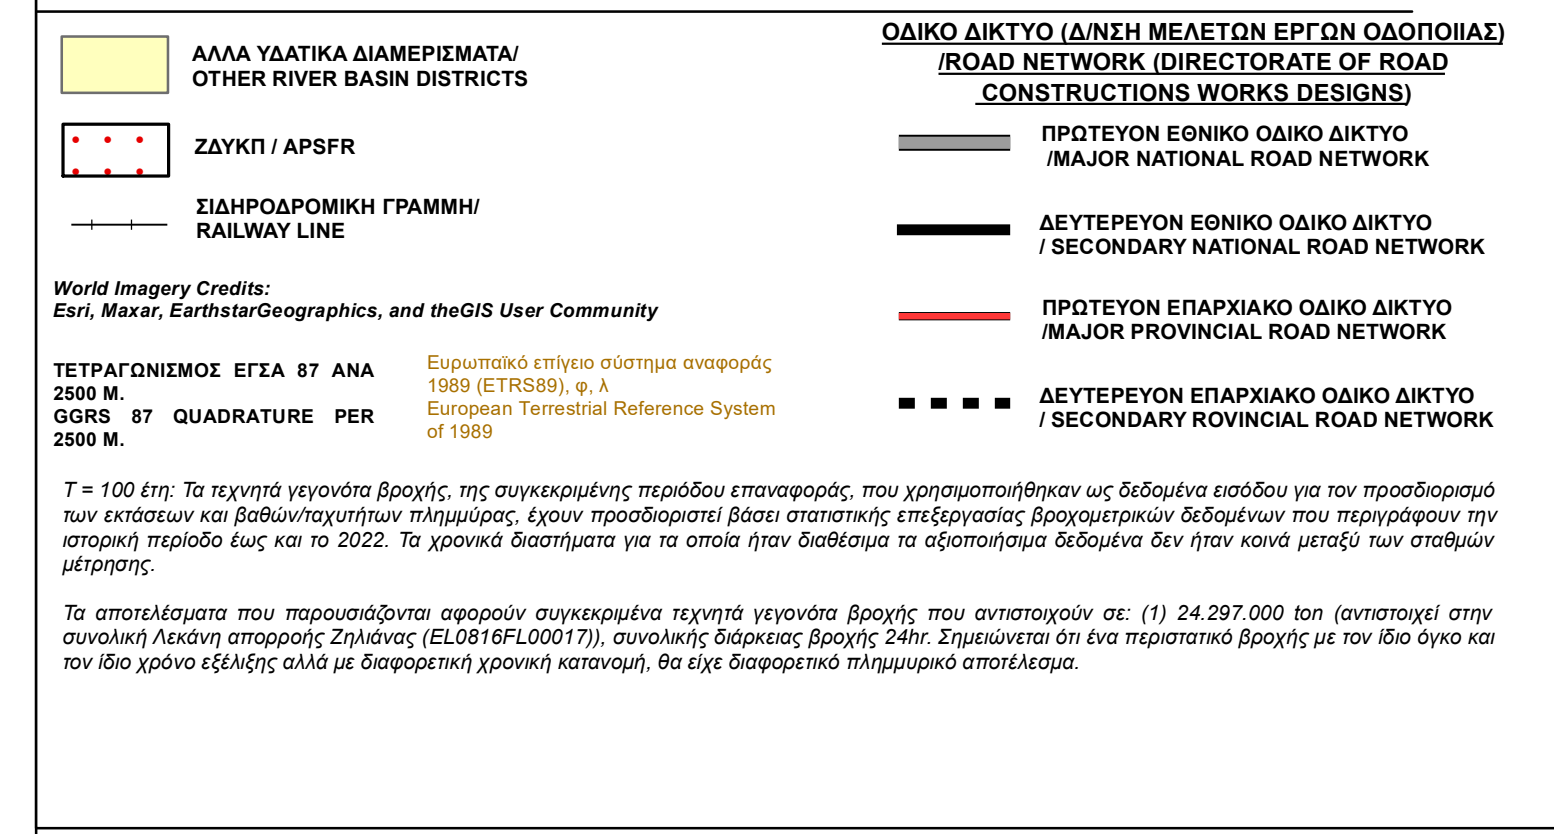 ΑΛΛΑ ΥΔΑΤΙΚΑ ΔΙΑΜΕΡΙΣΜΑΤΑ/
OTHER RIVER BASIN DISTRICTS
ΖΔΥΚΠ / APSFR
ΣΙΔΗΡΟΔΡΟΜΙΚΗ ΓΡΑΜΜΗ/
RAILWAY LINE
World Imagery Credits:
Esri, Maxar, EarthstarGeographics, and theGIS User Community
ΤΕΤΡΑΓΩΝΙΣΜΟΣ ΕΓΣΑ 87 ΑΝΑ
2500 Μ.
GGRS 87 QUADRATURE PER
2500 M.
Ευρωπαϊκό επίγειο σύστημα αναφοράς
1989 (ETRS89), φ, λ
European Terrestrial Reference System
of 1989
ΟΔΙΚΟ ΔΙΚΤΥΟ (Δ/ΝΣΗ ΜΕΛΕΤΩΝ ΕΡΓΩΝ ΟΔΟΠΟΙΙΑΣ)
/ROAD NETWORK (DIRECTORATE OF ROAD
CONSTRUCTIONS WORKS DESIGNS)
ΠΡΩΤΕΥΟΝ ΕΘΝΙΚΟ ΟΔΙΚΟ ΔΙΚΤΥΟ
/MAJOR NATIONAL ROAD NETWORK
ΔΕΥΤΕΡΕΥΟΝ ΕΘΝΙΚΟ ΟΔΙΚΟ ΔΙΚΤΥΟ
/ SECONDARY NATIONAL ROAD NETWORK
ΠΡΩΤΕΥΟΝ ΕΠΑΡΧΙΑΚΟ ΟΔΙΚΟ ΔΙΚΤΥΟ
/MAJOR PROVINCIAL ROAD NETWORK
ΔΕΥΤΕΡΕΥΟΝ ΕΠΑΡΧΙΑΚΟ ΟΔΙΚΟ ΔΙΚΤΥΟ
/ SECONDARY ROVINCIAL ROAD NETWORK
T = 100 έτη: Τα τεχνητά γεγονότα βροχής, της συγκεκριμένης περιόδου επαναφοράς, που χρησιμοποιήθηκαν ως δεδομένα εισόδου για τον προσδιορισμό
των εκτάσεων και βαθών/ταχυτήτων πλημμύρας, έχουν προσδιοριστεί βάσει στατιστικής επεξεργασίας βροχομετρικών δεδομένων που περιγράφουν την
ιστορική περίοδο έως και το 2022. Τα χρονικά διαστήματα για τα οποία ήταν διαθέσιμα τα αξιοποιήσιμα δεδομένα δεν ήταν κοινά μεταξύ των σταθμών
μέτρησης.
Τα αποτελέσματα που παρουσιάζονται αφορούν συγκεκριμένα τεχνητά γεγονότα βροχής που αντιστοιχούν σε: (1) 24.297.000 ton (αντιστοιχεί στην
συνολική Λεκάνη απορροής Ζηλιάνας (EL0816FL00017)), συνολικής διάρκειας βροχής 24hr. Σημειώνεται ότι ένα περιστατικό βροχής με τον ίδιο όγκο και
τον ίδιο χρόνο εξέλιξης αλλά με διαφορετική χρονική κατανομή, θα είχε διαφορετικό πλημμυρικό αποτέλεσμα.